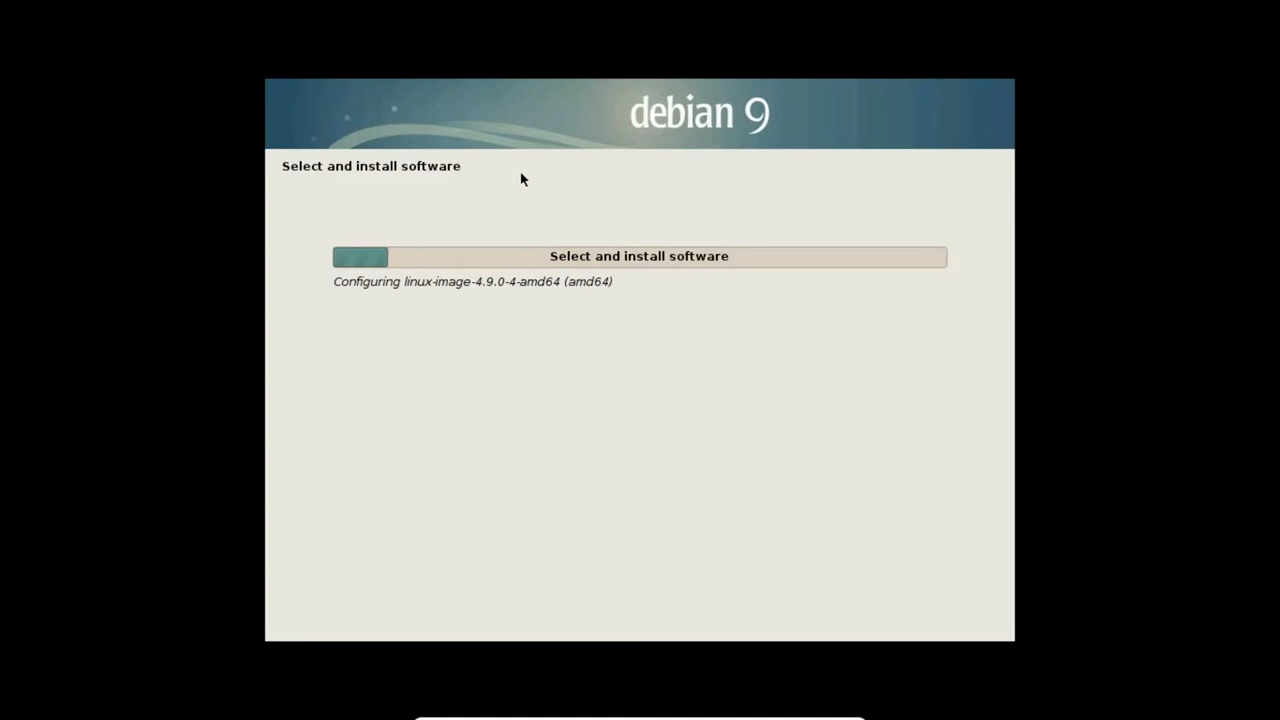 debian 9
Select and install software
Select and install software
Configuring linux-image-4.9.0-4-amd64 (amd64)